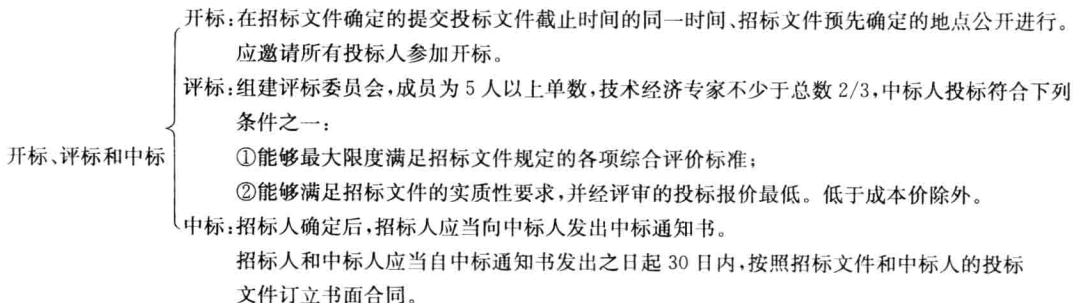 开标:在招标文件确定的提交投标文件截止时间的同一时间、招标文件预先确定的地点公开进行。
应邀请所有投标人参加开标。
评标:组建评标委员会,成员为5人以上单数,技术经济专家不少于总数2/3,中标人投标符合下列
条件之一:
开标、评标和中标
①能够最大限度满足招标文件规定的各项综合评价标准;
②能够满足招标文件的实质性要求,并经评审的投标报价最低。低于成本价除外。
中标:招标人确定后,招标人应当向中标人发出中标通知书。
招标人和中标人应当自中标通知书发出之日起30日内,按照招标文件和中标人的投标
文件订立书面合同。